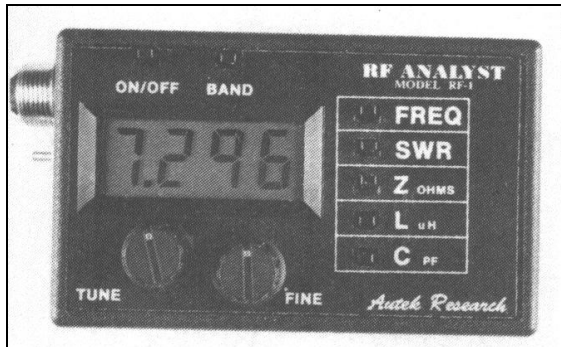 RF ANALYST
MODEL RF-1
ON/OFF BAND
7.296
FREQ
SWR
Z OHMS
L uH
C PF
TUNE
FINE
Autek Research